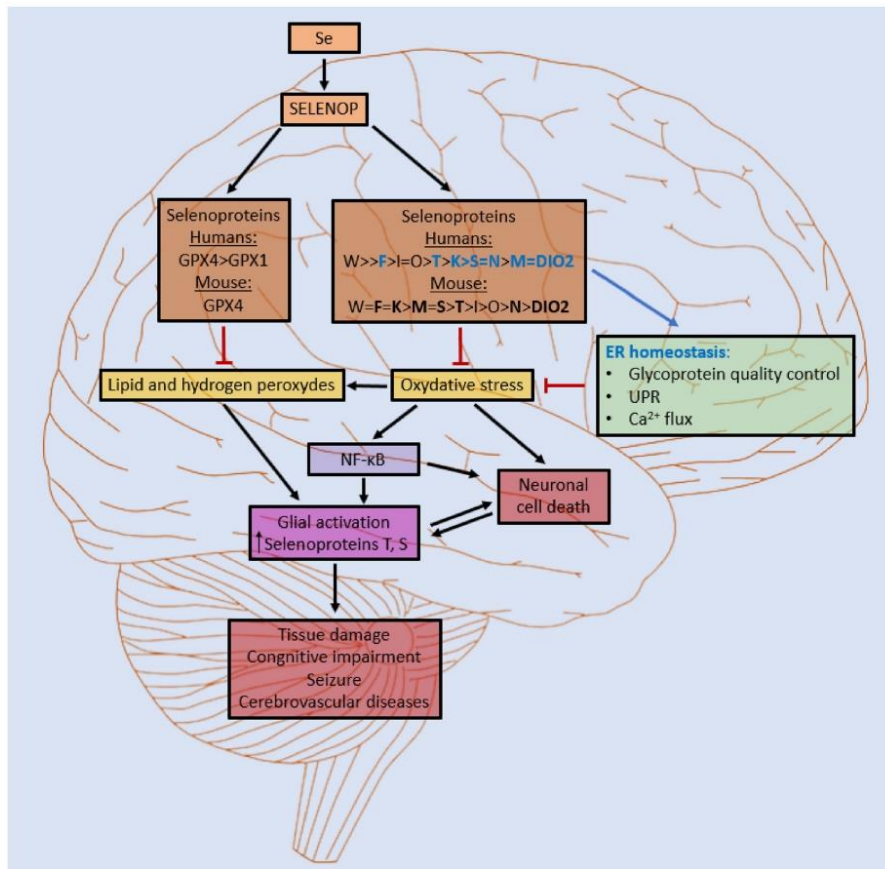 Se
SELENOP
Selenoproteins
Humans:
GPX4>GPX1
Mouse:
GPX4
Selenoproteins
Humans:
W>>F>I=O>T>K>S=N>M=DIO2
Mouse:
W=F=K>M=S>T>I>O>N>DIO2
ER homeostasis:
• Glycoprotein quality control
• UPR
• Ca²⁺ flux
Lipid and hydrogen peroxydes
Oxydative stress
NF-κB
Neuronal
cell death
Glial activation
↑Selenoproteins T, S
Tissue damage
Congnitive impairment
Seizure
Cerebrovascular diseases